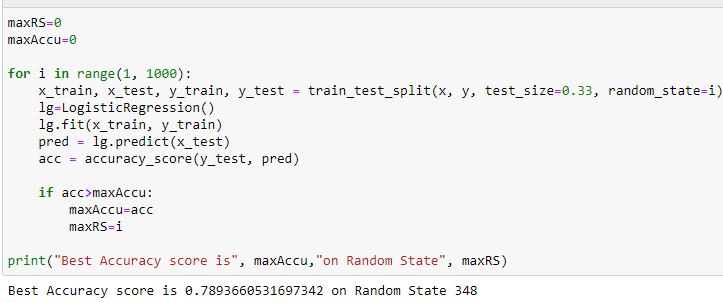 maxRS=0
maxAccu=0
for i in range(1, 1000):
x_train, x_test, y_train, y_test = train_test_split(x, y, test_size=0.33, random_state=i)
lg=LogisticRegression()
lg.fit(x_train, y_train)
pred = lg.predict(x_test)
acc = accuracy_score(y_test, pred)
if acc>maxAccu:
maxAccu=acc
maxRS=i
print("Best Accuracy score is", maxAccu,"on Random State", maxRS)
Best Accuracy score is 0.7893660531697342 on Random State 348